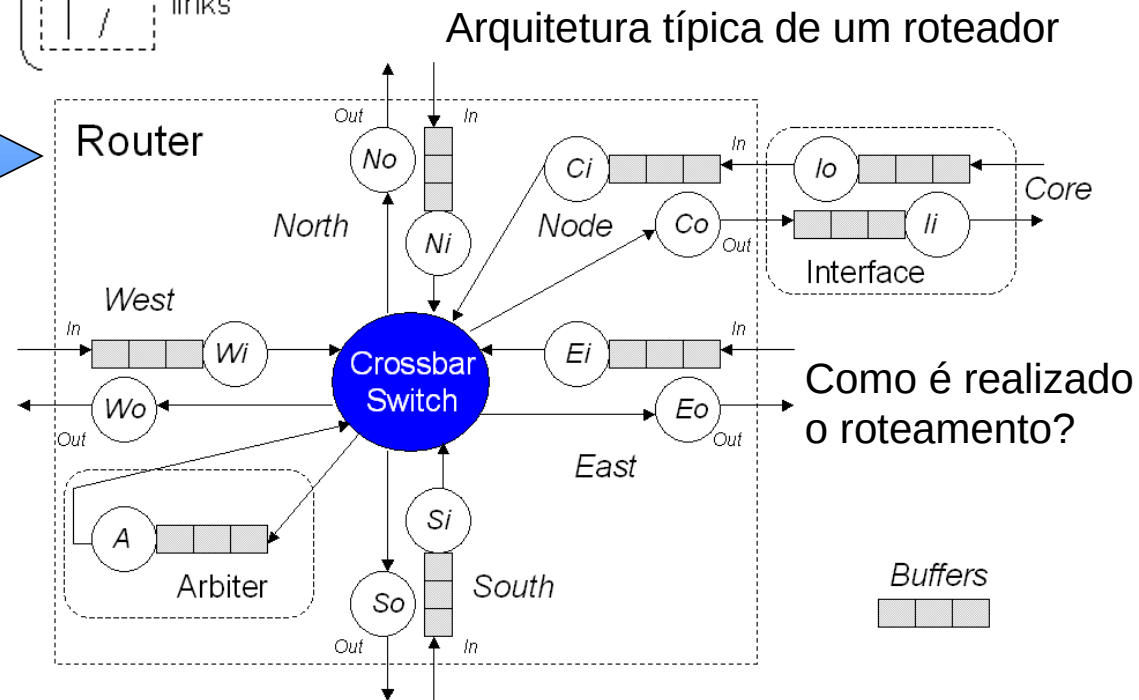 links
Arquitetura típica de um roteador
Router
Out
In
No
Ni
North
Ci
In
Node
Co
Out
Io
Ii
Core
Interface
West
In
Wi
Wo
Out
Crossbar
Switch
Ei
In
Eo
Out
East
Como é realizado
o roteamento?
A
Arbiter
Si
So
South
Out
In
Buffers